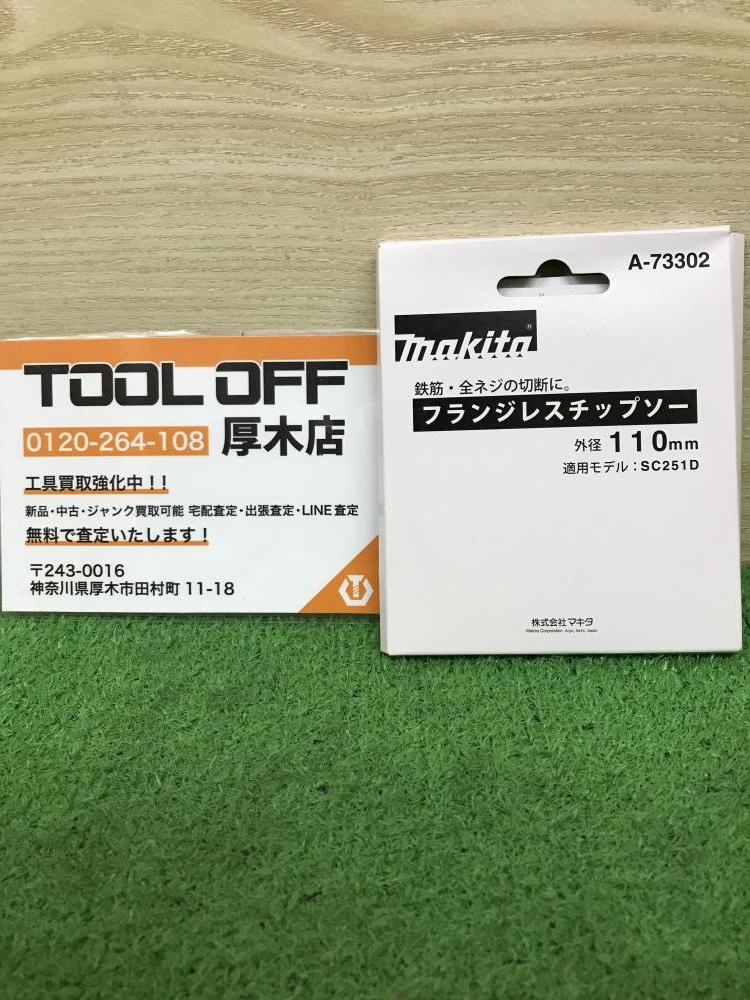 TOOL OFF
0120-264-108 厚木店
工具買取強化中！！
新品・中古・ジャンク買取可能 宅配査定・出張査定・LINE査定
無料で査定いたします！
〒243-0016
神奈川県厚木市田村町 11-18
A-73302
makita®
鉄筋・全ネジの切断に。
フランジレスチップソー
外径 110mm
適用モデル：SC251D
株式会社マキタ
Makita Corporation Anjo, Aichi, Japan